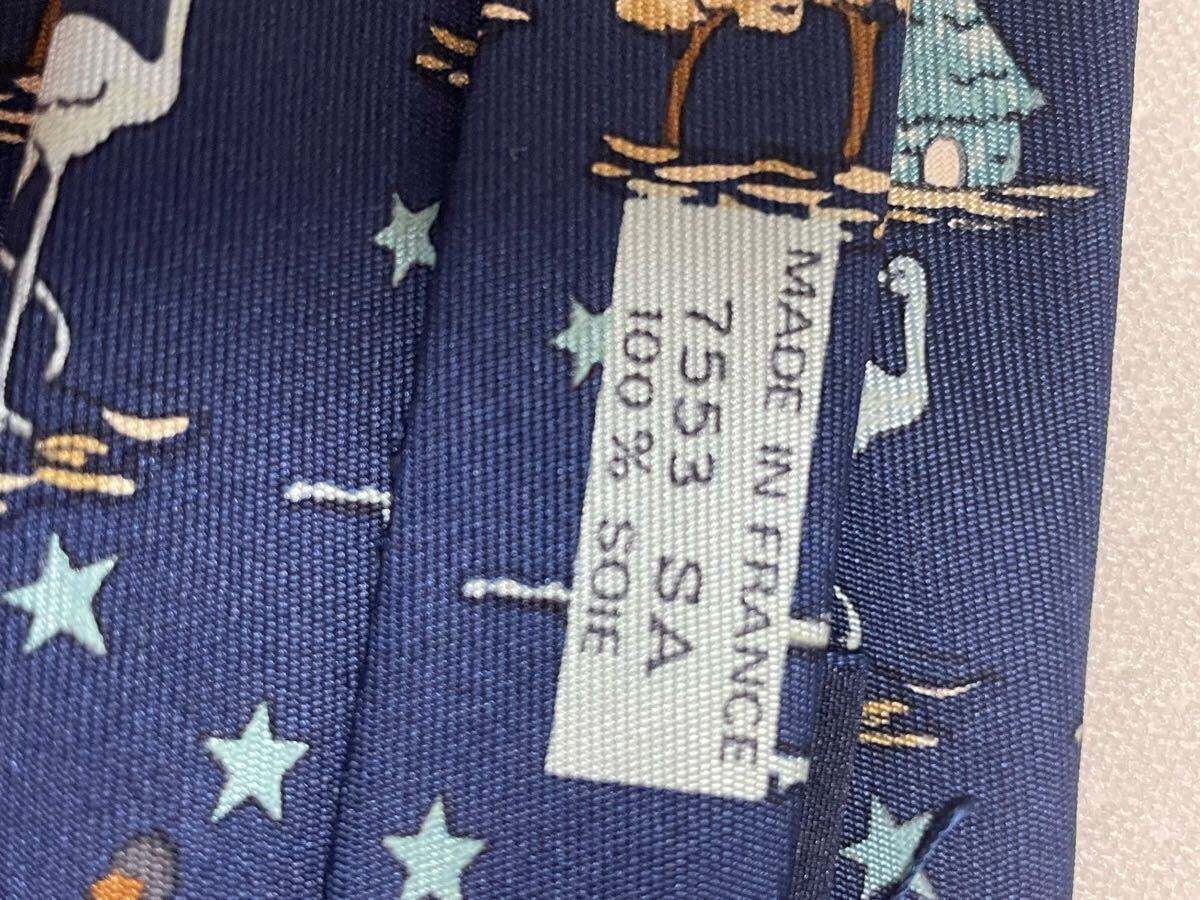 MADE IN FRANCE
7553 SA
100% SOIE